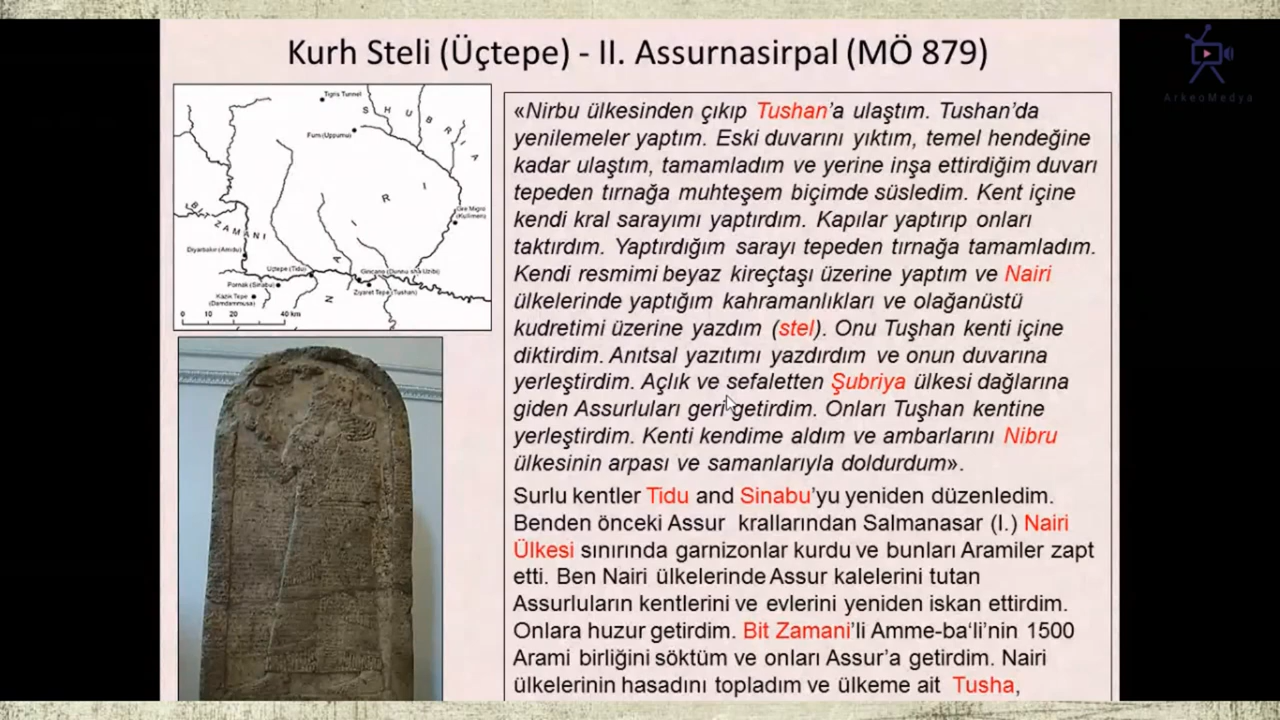 Kurh Steli (Üçtepe) - II. Assurnasirpal (MÖ 879)
ArkeoMedya
Tigris Tunnel
SHUBRIA
Fum (Uppumu)
NAIRI
Gre Migro
(Kullimeri)
BIT ZAMANI
Diyarbakır (Amidu)
Üçtepe (Tidu)
Pornak (Sinabu)
Kazık Tepe
(Damdammusa)
Ziyaret Tepe (Tushan)
0 10 20 40 km
«Nirbu ülkesinden çıkıp Tushan’a ulaştım. Tushan’da
yenilemeler yaptım. Eski duvarını yıktım, temel hendeğine
kadar ulaştım, tamamladım ve yerine inşa ettirdiğim duvarı
tepeden tırnağa muhteşem biçimde süsledim. Kent içine
kendi kral sarayımı yaptırdım. Kapılar yaptırıp onları
taktırdım. Yaptırdığım sarayı tepeden tırnağa tamamladım.
Kendi resmimi beyaz kireçtaşı üzerine yaptım ve Nairi
ülkelerinde yaptığım kahramanlıkları ve olağanüstü
kudretimi üzerine yazdım (stel). Onu Tuşhan kenti içine
diktirdim. Anıtsal yazıtımı yazdırdım ve onun duvarına
yerleştirdim. Açlık ve sefaletten Şubriya ülkesi dağlarına
giden Assurluları geri getirdim. Onları Tuşhan kentine
yerleştirdim. Kenti kendime aldım ve ambarlarını Nibru
ülkesinin arpası ve samanlarıyla doldurdum».
Surlu kentler Tidu and Sinabu’yu yeniden düzenledim.
Benden önceki Assur krallarından Salmanasar (I.) Nairi
Ülkesi sınırında garnizonlar kurdu ve bunları Aramiler zapt
etti. Ben Nairi ülkelerinde Assur kalelerini tutan
Assurluların kentlerini ve evlerini yeniden iskan ettirdim.
Onlara huzur getirdim. Bit Zamani’li Amme-ba‘li’nin 1500
Arami birliğini söktüm ve onları Assur’a getirdim. Nairi
ülkelerinin hasadını topladım ve ülkeme ait Tusha,